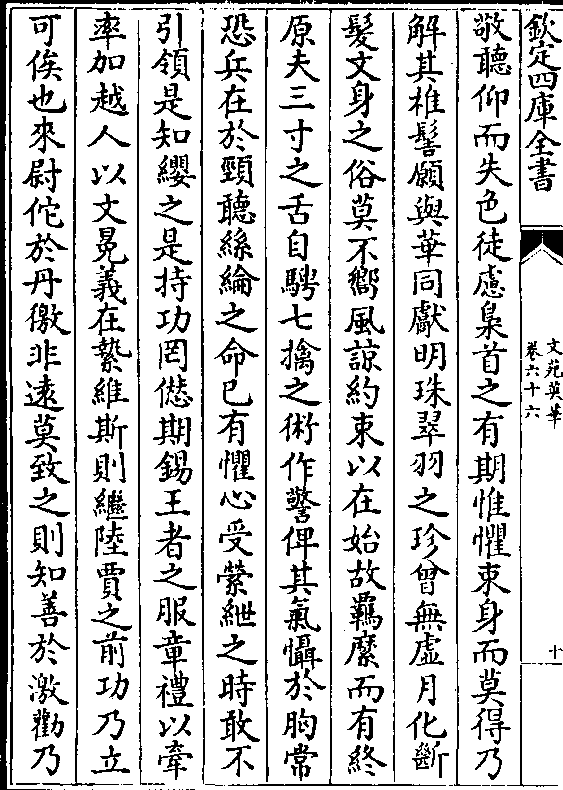 欽定四庫全書
文苑英華
卷六十六
十
敬聽仰而失色徒慮梟首之有期惟懼束身而莫得乃
解其椎髻願與華同獻明珠翠羽之珍曾無虛月化斷
髮文身之俗莫不嚮風諒約束以在始故羈縻而有終
原夫三寸之舌自騁七擒之術作警俾其氣懾於胸常
恐兵在於頸聽絲綸之命已有懼心受縈紲之時敢不
引領是知纓之是持功罔愆期錫王者之服章禮以牽
率加越人以文冕義在縶維斯則繼陸賈之前功乃立
可俟也來尉佗於丹徼非遠莫致之則知善於激勸乃